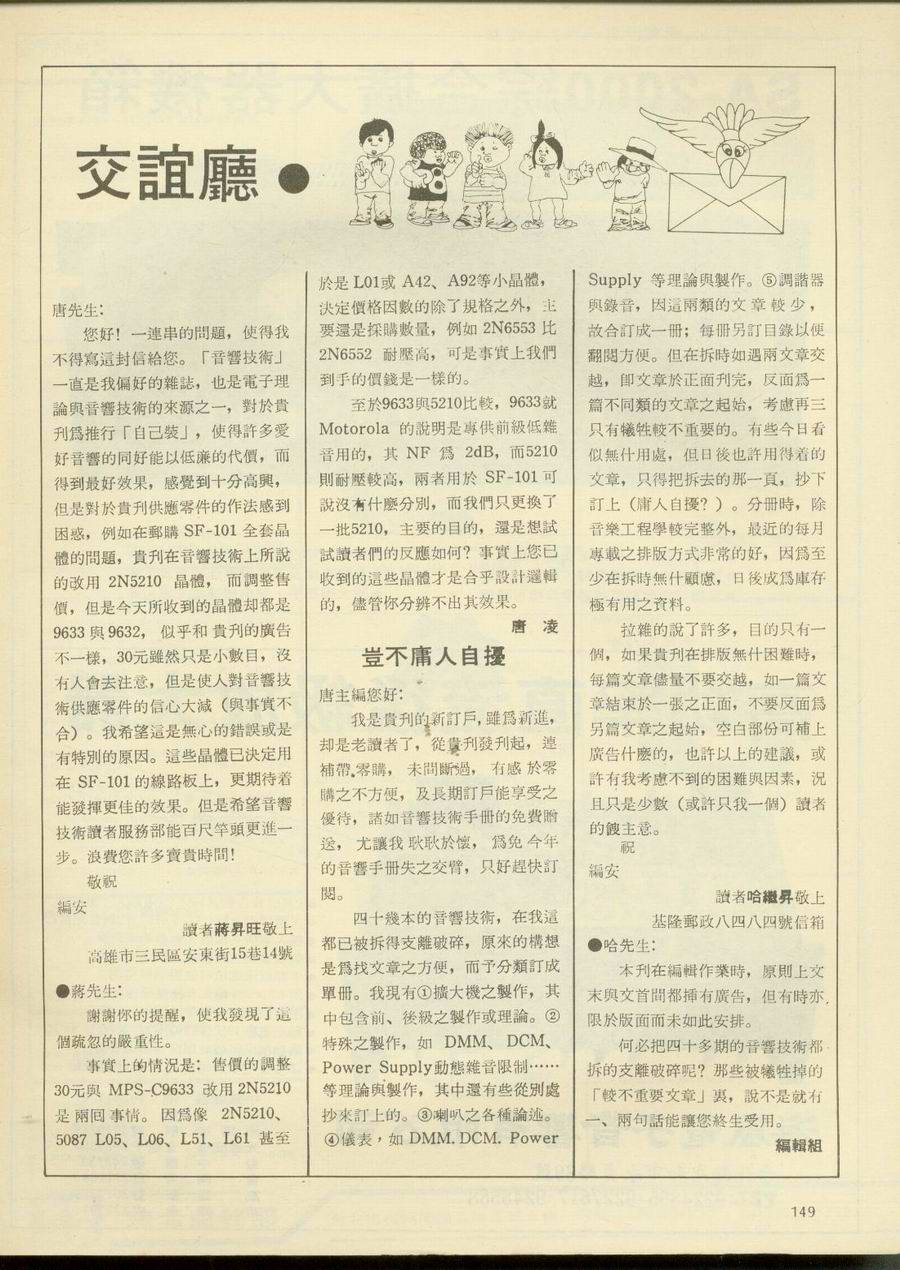 交誼廳●
唐先生：
您好！一連串的問題，使得我
不得寫這封信給您。「音響技術」
一直是我偏好的雜誌，也是電子理
論與音響技術的來源之一，對於貴
刊爲推行「自己裝」，使得許多愛
好音響的同好能以低廉的代價，而
得到最好效果，感覺到十分高興，
但是對於貴刊供應零件的作法感到
困惑，例如在郵購 SF-101 全套晶
體的問題，貴刊在音響技術上所說
的改用 2N5210 晶體， 而調整售
價，但是今天所收到的晶體却都是
9633 與 9632， 似乎和 貴刊的廣告
不一樣，30元雖然只是小數目，沒
有人會去注意，但是使人對音響技
術供應零件的信心大減（與事實不
合）。我希望這是無心的錯誤或是
有特別的原因。這些晶體已決定用
在 SF-101 的線路板上，更期待着
能發揮更佳的效果。但是希望音響
技術讀者服務部能百尺竿頭更進一
步。浪費您許多寶貴時間！
敬祝
編安
讀者蔣昇旺敬上
高雄市三民區安東街15巷14號
●蔣先生：
謝謝你的提醒，使我發現了這
個疏忽的嚴重性。
事實上的情況是：售價的調整
30元與 MPS-C9633 改用 2N5210
是 兩回 事情。 因爲像 2N5210、
5087 L05、L06、L51、L61 甚至
於是 L01或 A42、A92等小晶體，
決定價格因數的除了規格之外，主
要還是採購數量，例如 2N6553 比
2N6552 耐壓高，可是事實上我們
到手的價錢是一樣的。
至於9633與5210比較，9633就
Motorola 的說明是專供前級低雜
音用的，其 NF 爲 2dB，而5210
則耐壓較高，兩者用於 SF-101 可
說沒有什麼分別，而我們只更換了
一批5210，主要的目的，還是想試
試讀者們的反應如何？事實上您已
收到的這些晶體才是合乎設計邏輯
的，儘管你分辨不出其效果。
唐 凌
豈不庸人自擾
唐主編您好：
我是貴刊的新訂戶，雖爲新進，
却是老讀者了，從貴刊發刊起，連
補帶零購， 未間斷過， 有感 於零
購之不方便，及長期訂戶能享受之
優待，諸如音響技術手冊的免費贈
送， 尤讓我 耿耿於懷， 爲免 今年
的音響手冊失之交臂，只好趕快訂
閱。
四十幾本的音響技術，在我這
都已被拆得支離破碎，原來的構想
是爲找文章之方便，而予分類訂成
單冊。我現有①擴大機之製作，其
中包含前、後級之製作或理論。②
特殊之製作，如 DMM、DCM、
Power Supply動態雜音限制……
等理論與製作，其中還有些從別處
抄來訂上的。③喇叭之各種論述。
④儀表，如 DMM. DCM. Power
Supply 等理論與製作。⑤調諧器
與錄音，因這兩類的文章較少，
故合訂成一冊；每冊另訂目錄以便
翻閱方便。但在拆時如遇兩文章交
越，卽文章於正面刊完，反面爲一
篇不同類的文章之起始，考慮再三
只有犧牲較不重要的。有些今日看
似無什用處，但日後也許用得着的
文章，只得把拆去的那一頁，抄下
訂上（庸人自擾？）。分冊時，除
音樂工程學較完整外，最近的每月
專載之排版方式非常的好，因爲至
少在拆時無什顧慮，日後成爲庫存
極有用之資料。
拉雜的說了許多，目的只有一
個，如果貴刊在排版無什困難時，
每篇文章儘量不要交越，如一篇文
章結束於一張之正面，不要反面爲
另篇文章之起始，空白部份可補上
廣告什麼的，也許以上的建議，或
許有我考慮不到的困難與因素，況
且只是少數（或許只我一個）讀者
的餿主意。
祝
編安
讀者哈繼昇敬上
基隆郵政八四八四號信箱
●哈先生：
本刊在編輯作業時，原則上文
末與文首間都揷有廣告，但有時亦
限於版面而未如此安排。
何必把四十多期的音響技術都
拆的支離破碎呢？那些被犧牲掉的
「較不重要文章」裏，說不是就有
一、兩句話能讓您終生受用。
編輯組
149